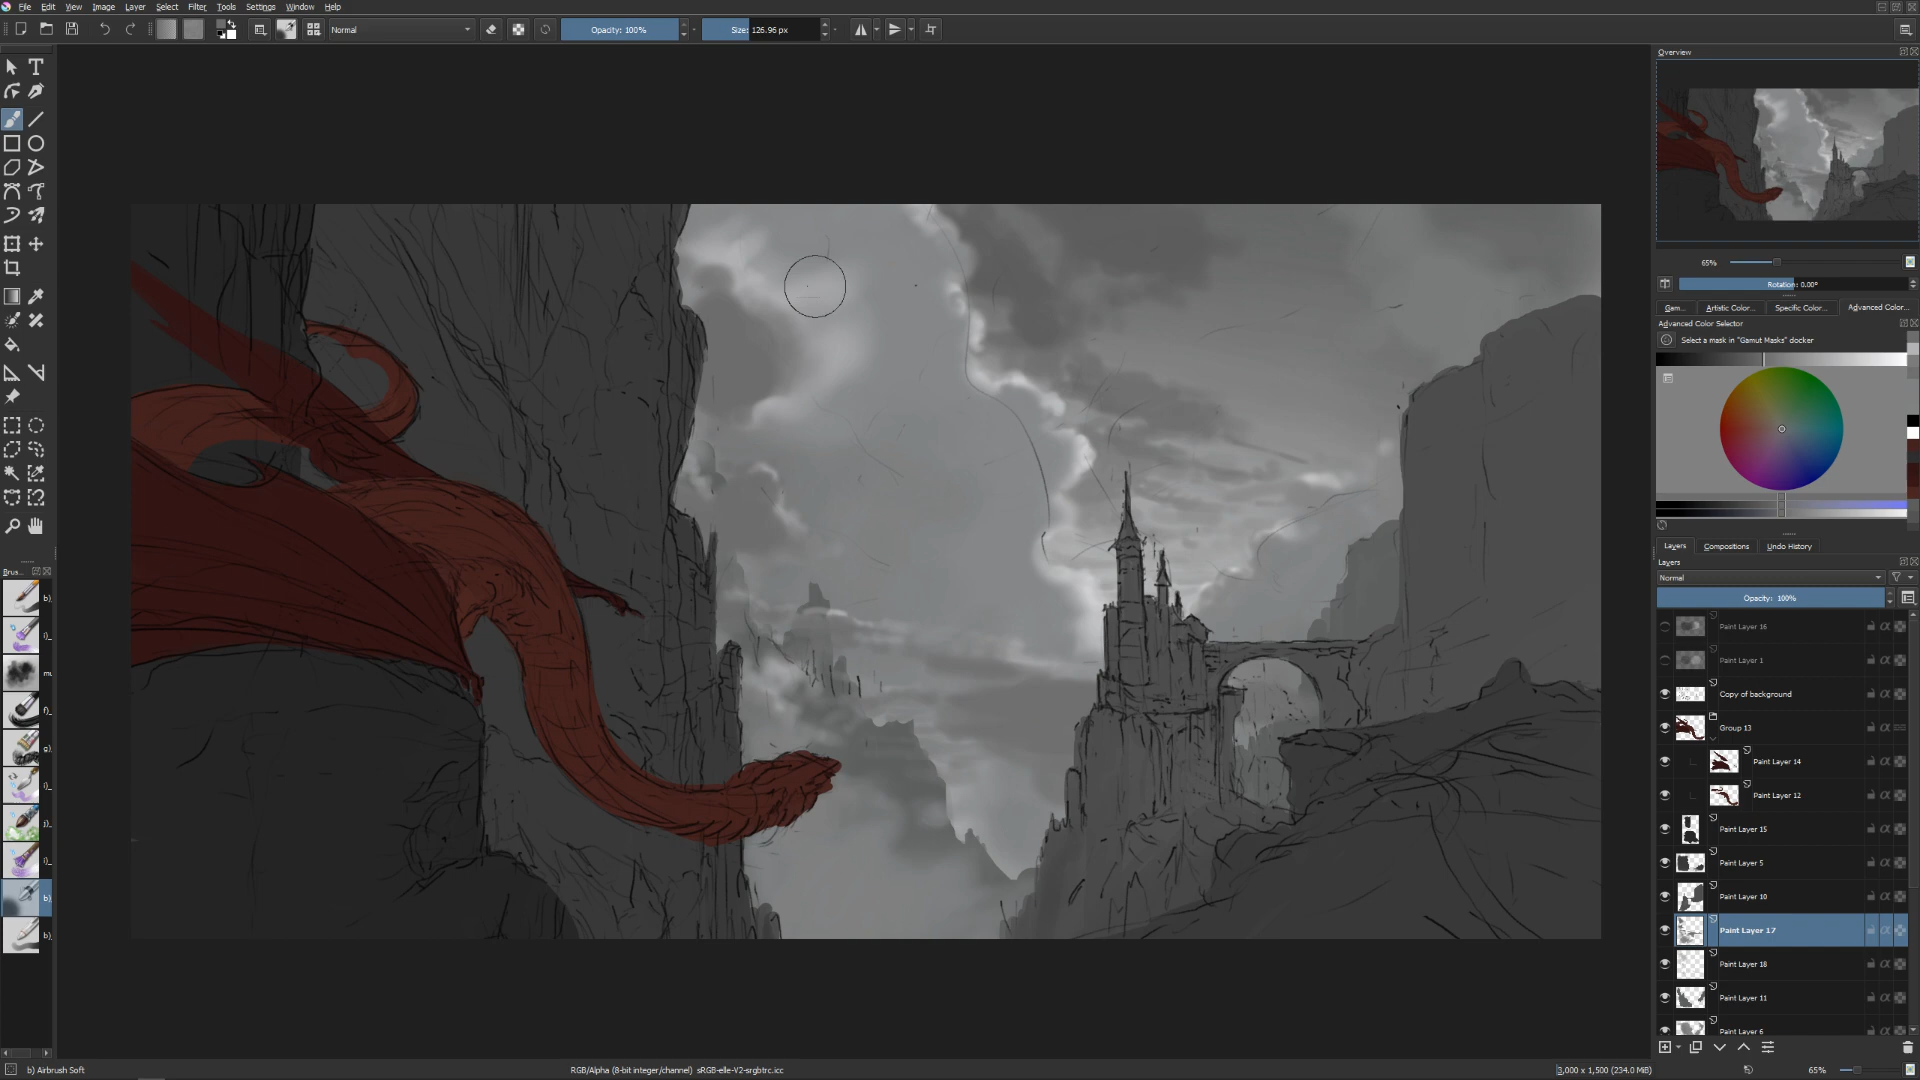 File Edit View Image Layer Select Filter Tools Settings Window Help
Normal Opacity: 100% Size: 126.96 px
Overview
65%
Rotation: 0.00°
Gam... Artistic Color... Specific Color... Advanced Color...
Advanced Color Selector
Select a mask in "Gamut Masks" docker
Layers Compositions Undo History
Layers
Normal
Opacity: 100%
Paint Layer 16
Paint Layer 1
Copy of background
Group 13
Paint Layer 14
Paint Layer 12
Paint Layer 15
Paint Layer 5
Paint Layer 10
Paint Layer 17
Paint Layer 18
Paint Layer 11
Paint Layer 6
Brus...
b)
i)_
mu
f)_
g)
i)_
j)_
i)_
b)
b)
b) Airbrush Soft
RGB/Alpha (8-bit integer/channel) sRGB-elle-V2-srgbtrc.icc
3,000 x 1,500 (234.0 MiB)
65%